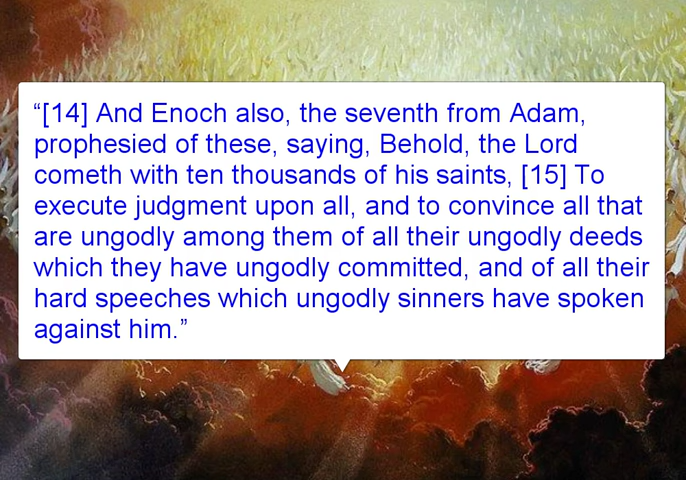 “[14] And Enoch also, the seventh from Adam,
prophesied of these, saying, Behold, the Lord
cometh with ten thousands of his saints, [15] To
execute judgment upon all, and to convince all that
are ungodly among them of all their ungodly deeds
which they have ungodly committed, and of all their
hard speeches which ungodly sinners have spoken
against him.”